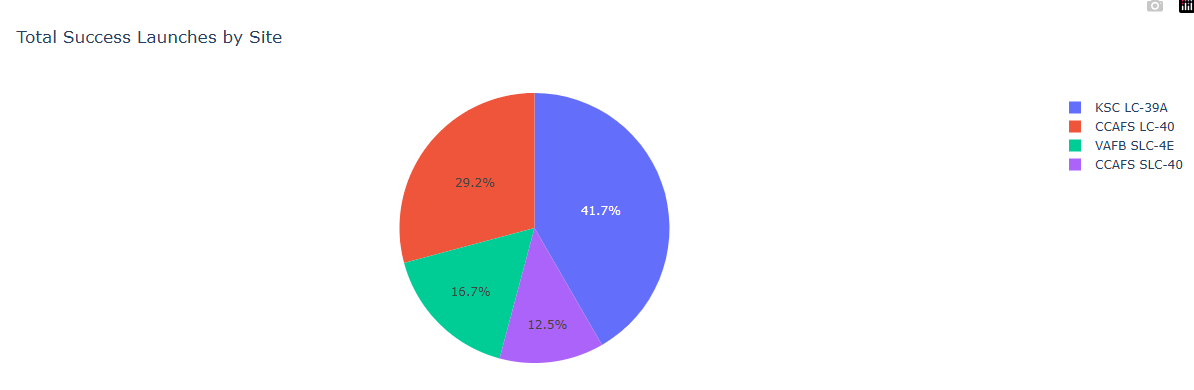 Total Success Launches by Site
KSC LC-39A
CCAFS LC-40
VAFB SLC-4E
CCAFS SLC-40
29.2%
41.7%
16.7%
12.5%